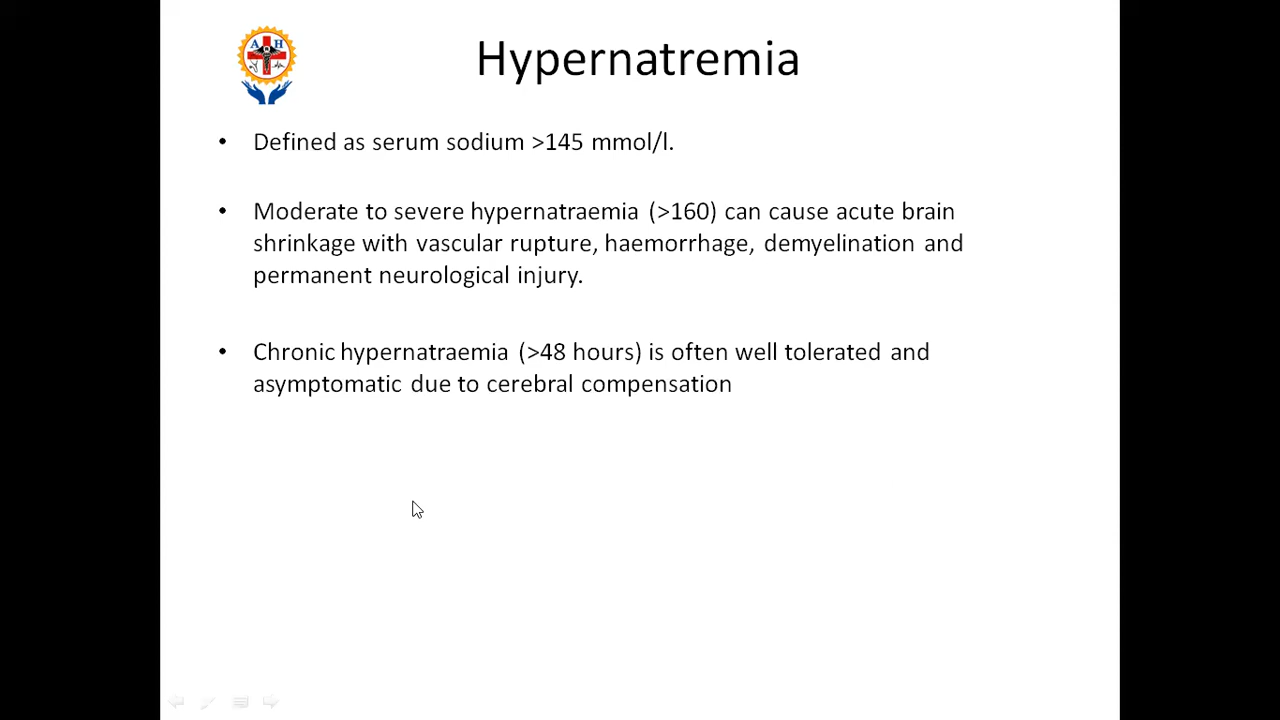 A H
Hypernatremia
• Defined as serum sodium >145 mmol/l.
• Moderate to severe hypernatraemia (>160) can cause acute brain
shrinkage with vascular rupture, haemorrhage, demyelination and
permanent neurological injury.
• Chronic hypernatraemia (>48 hours) is often well tolerated and
asymptomatic due to cerebral compensation